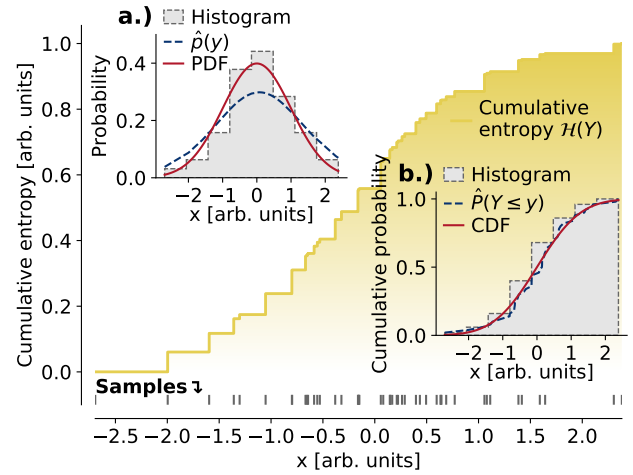 a.)
Histogram
p̂(y)
PDF
Probability
0.4
0.2
0.0
−2 −1 0 1 2
x [arb. units]
Cumulative
entropy ℋ(Y)
b.)
Histogram
P̂(Y ≤ y)
CDF
Cumulative probability
1.0
0.5
0.0
−2 −1 0 1 2
x [arb. units]
Cumulative entropy [arb. units]
1.0
0.8
0.6
0.4
0.2
0.0
Samples↴
−2.5 −2.0 −1.5 −1.0 −0.5 0.0 0.5 1.0 1.5 2.0
x [arb. units]